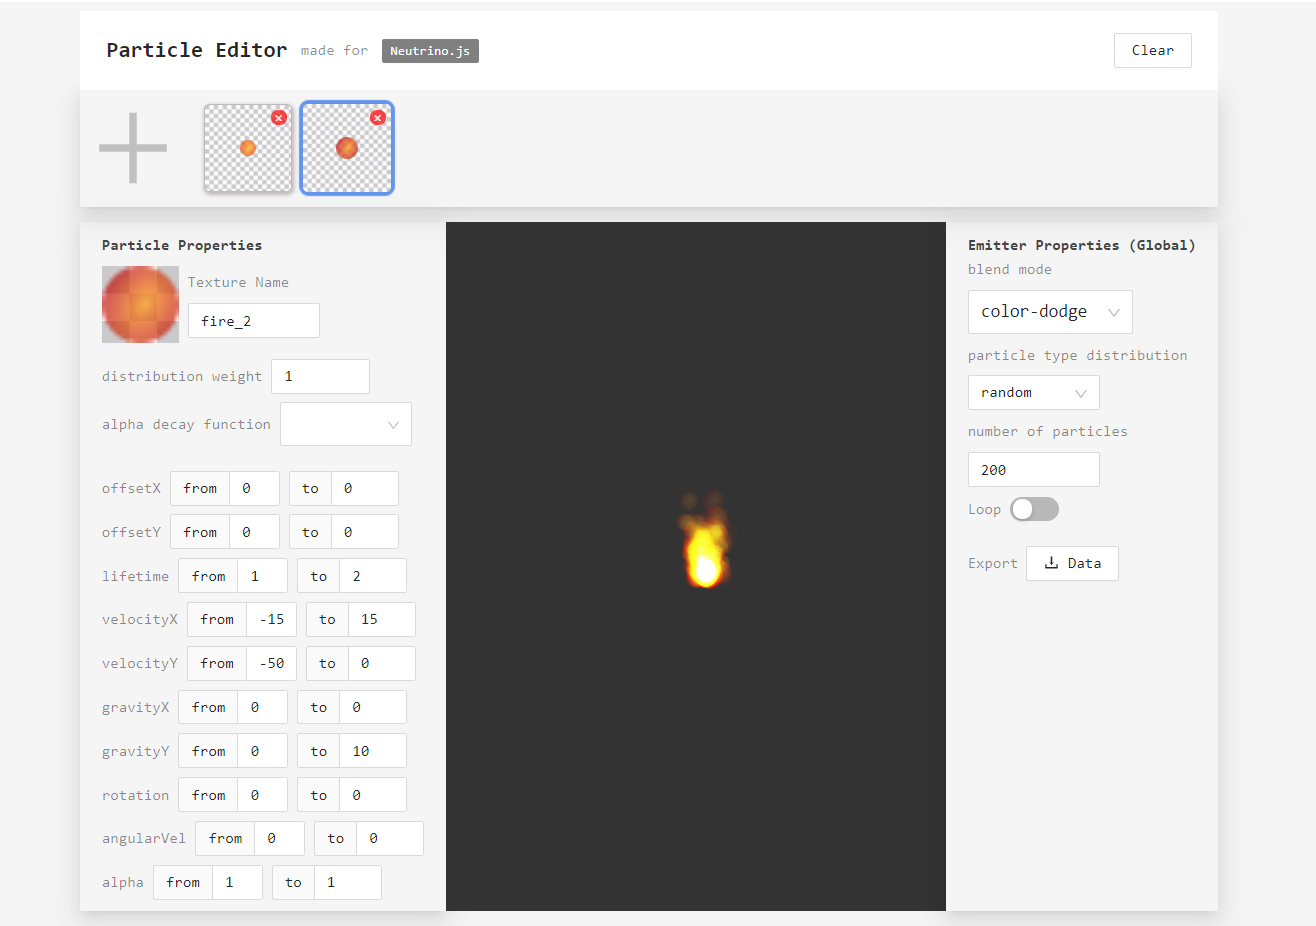 Particle Editor made for Neutrino.js Clear
Particle Properties
Texture Name
fire_2
distribution weight 1
alpha decay function
offsetX from 0 to 0
offsetY from 0 to 0
lifetime from 1 to 2
velocityX from -15 to 15
velocityY from -50 to 0
gravityX from 0 to 0
gravityY from 0 to 10
rotation from 0 to 0
angularVel from 0 to 0
alpha from 1 to 1
Emitter Properties (Global)
blend mode
color-dodge
particle type distribution
random
number of particles
200
Loop
Export Data